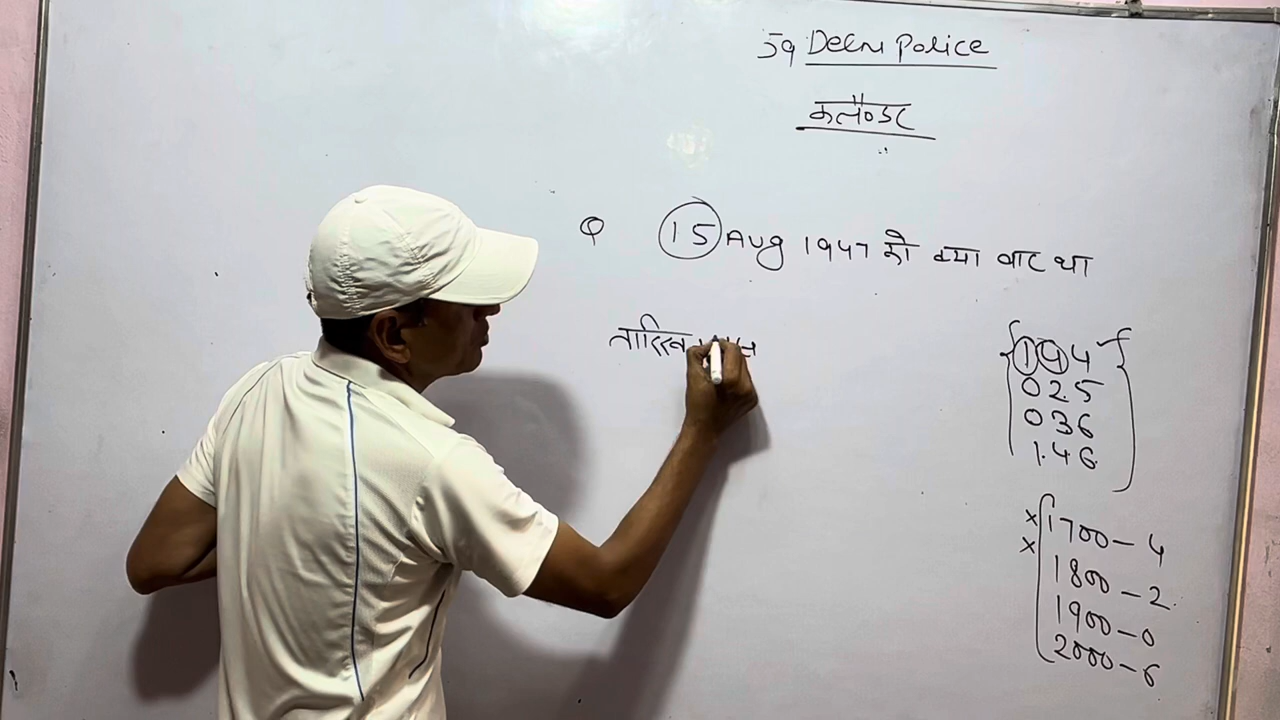 59 Delhi Police
कलैण्डर
Q 15 Aug 1947 को क्या वार था
तारिख
1 4 4
0 2 5
0 3 6
1 4 6
1700 – 4
1800 – 2
1900 – 0
2000 – 6